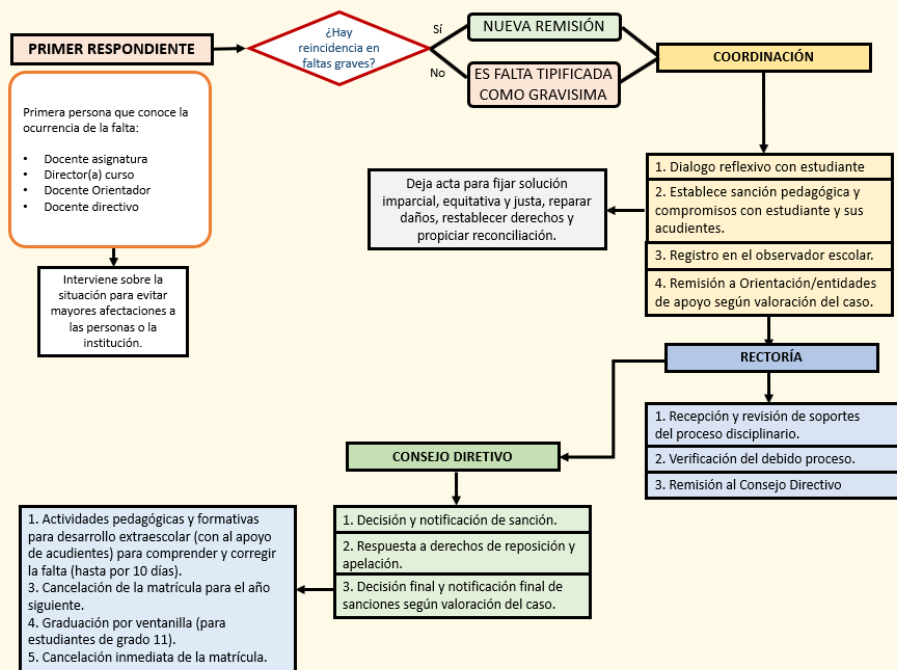 PRIMER RESPONDIENTE
¿Hay
reincidencia en
faltas graves?
Sí
No
NUEVA REMISIÓN
ES FALTA TIPIFICADA
COMO GRAVISIMA
COORDINACIÓN
Primera persona que conoce la
ocurrencia de la falta:
• Docente asignatura
• Director(a) curso
• Docente Orientador
• Docente directivo
Interviene sobre la
situación para evitar
mayores afectaciones a
las personas o la
institución.
Deja acta para fijar solución
imparcial, equitativa y justa, reparar
daños, restablecer derechos y
propiciar reconciliación.
1. Dialogo reflexivo con estudiante
2. Establece sanción pedagógica y
compromisos con estudiante y sus
acudientes.
3. Registro en el observador escolar.
4. Remisión a Orientación/entidades
de apoyo según valoración del caso.
RECTORÍA
1. Recepción y revisión de soportes
del proceso disciplinario.
2. Verificación del debido proceso.
3. Remisión al Consejo Directivo
CONSEJO DIRETIVO
1. Decisión y notificación de sanción.
2. Respuesta a derechos de reposición y
apelación.
3. Decisión final y notificación final de
sanciones según valoración del caso.
1. Actividades pedagógicas y formativas
para desarrollo extraescolar (con al apoyo
de acudientes) para comprender y corregir
la falta (hasta por 10 días).
3. Cancelación de la matrícula para el año
siguiente.
4. Graduación por ventanilla (para
estudiantes de grado 11).
5. Cancelación inmediata de la matrícula.